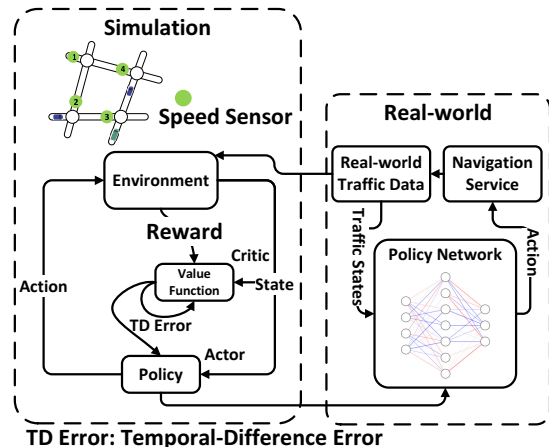 Simulation
1
4
2
3
Speed Sensor
Environment
Reward
Critic
Value
Function
State
Action
TD Error
Actor
Policy
Real-world
Real-world
Traffic Data
Navigation
Service
Traffic States
Action
Policy Network
TD Error: Temporal-Difference Error